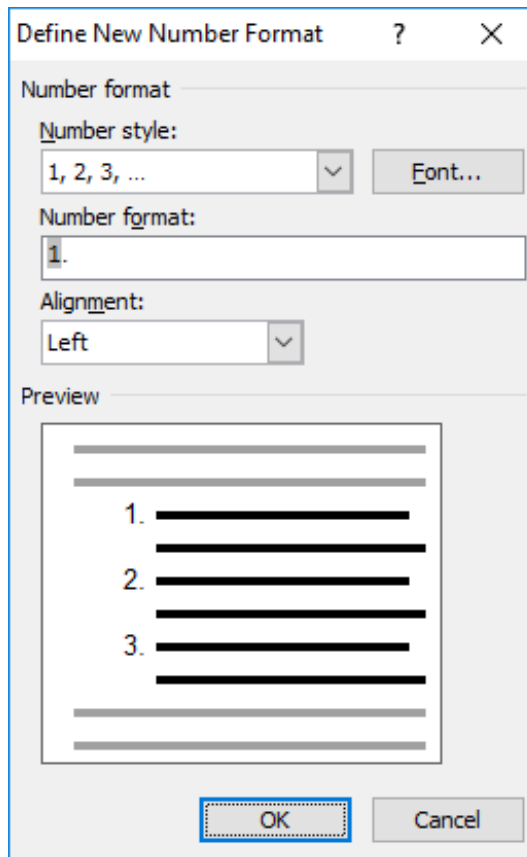 Define New Number Format ? X
Number format
Number style:
1, 2, 3, ... Font...
Number format:
1.
Alignment:
Left
Preview
1.
2.
3.
OK Cancel